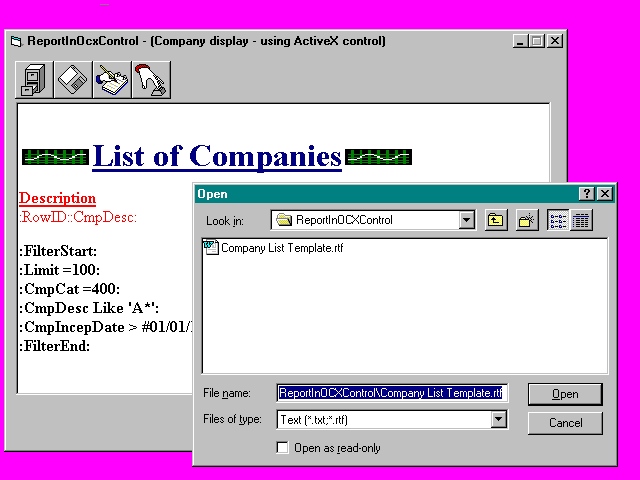 ReportInOcxControl - (Company display - using ActiveX control)
List of Companies
Description
:RowID::CmpDesc:
:FilterStart:
:Limit =100:
:CmpCat =400:
:CmpDesc Like 'A*':
:CmpIncepDate > #01/01/
:FilterEnd:
Open
Look in: ReportInOCXControl
Company List Template.rtf
File name: ReportInOCXControl\Company List Template.rtf Open
Files of type: Text (*.txt;*.rtf) Cancel
Open as read-only